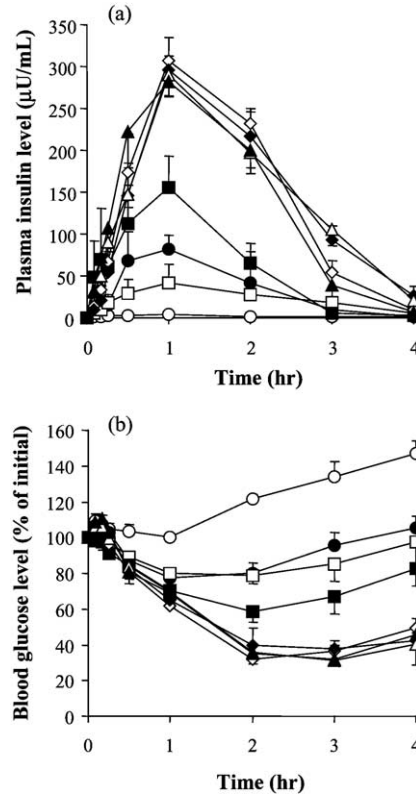 (a)
Plasma insulin level (µU/mL)
350
300
250
200
150
100
50
0
0 1 2 3 4
Time (hr)
(b)
Blood glucose level (% of initial)
160
140
120
100
80
60
40
20
0
0 1 2 3 4
Time (hr)